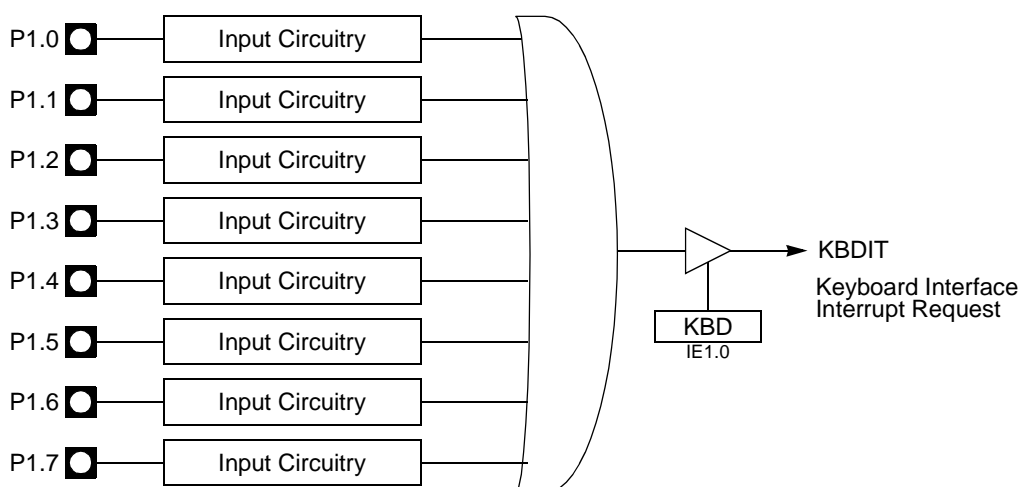 P1.0 Input Circuitry
P1.1 Input Circuitry
P1.2 Input Circuitry
P1.3 Input Circuitry
P1.4 Input Circuitry
P1.5 Input Circuitry
P1.6 Input Circuitry
P1.7 Input Circuitry
KBDIT
Keyboard Interface
Interrupt Request
KBD
IE1.0